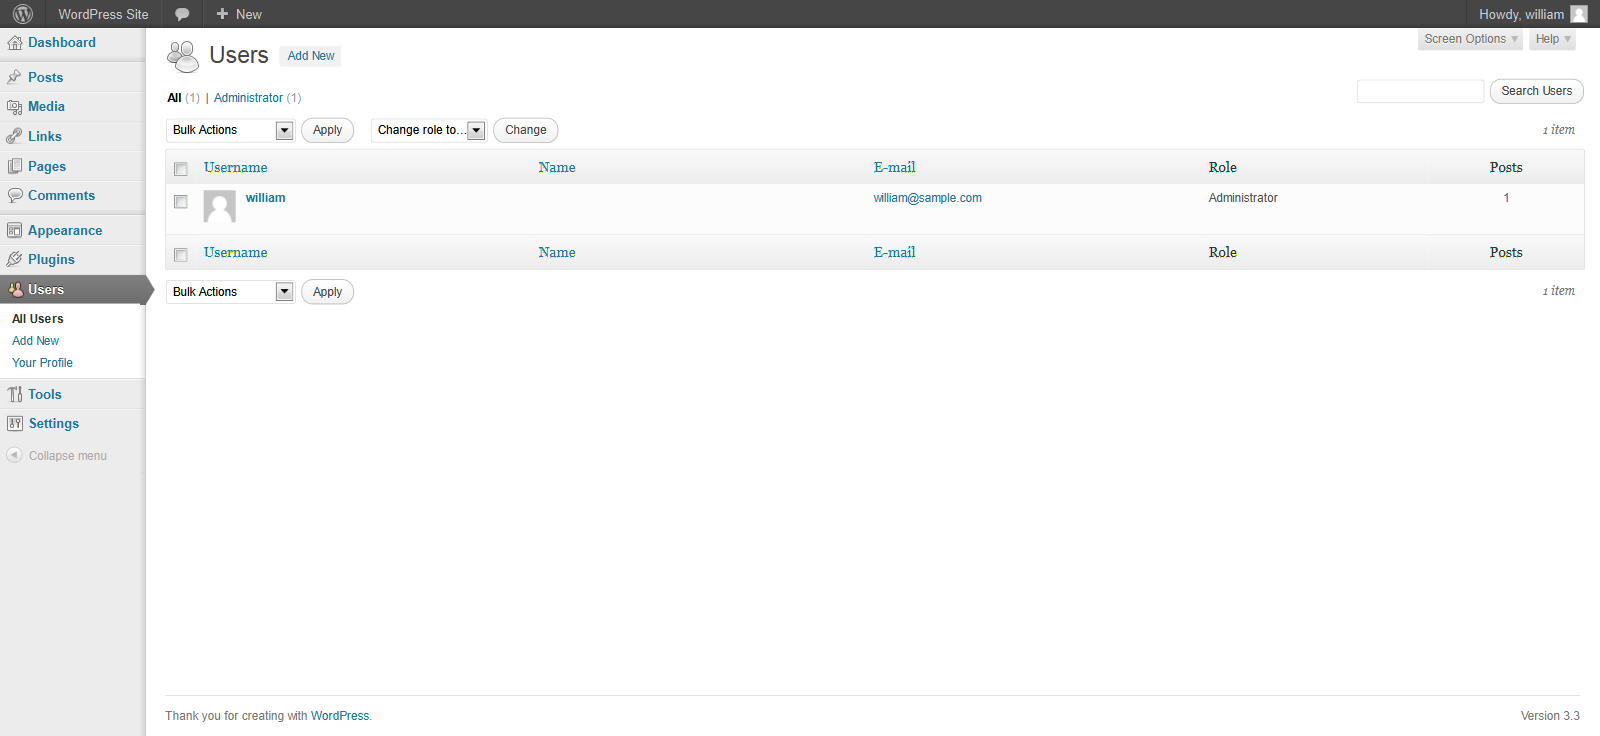 WordPress Site New Howdy, william
Dashboard
Posts
Media
Links
Pages
Comments
Appearance
Plugins
Users
All Users
Add New
Your Profile
Tools
Settings
Collapse menu
Screen Options Help
Users Add New
All (1) | Administrator (1)
Search Users
Bulk Actions Apply Change role to... Change 1 item
Username Name E-mail Role Posts
william william@sample.com Administrator 1
Username Name E-mail Role Posts
Bulk Actions Apply 1 item
Thank you for creating with WordPress. Version 3.3